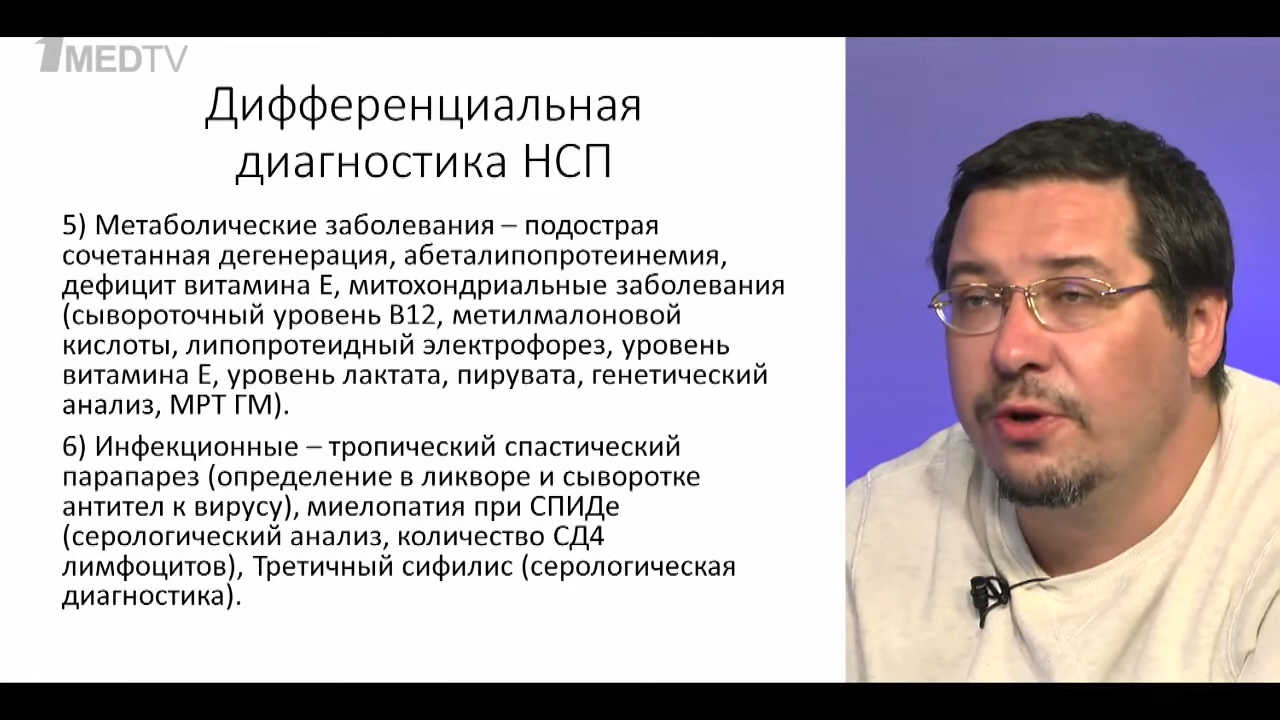 1MEDTV
Дифференциальная
диагностика НСП
5) Метаболические заболевания – подострая
сочетанная дегенерация, абеталипопротеинемия,
дефицит витамина Е, митохондриальные заболевания
(сывороточный уровень В12, метилмалоновой
кислоты, липопротеидный электрофорез, уровень
витамина Е, уровень лактата, пирувата, генетический
анализ, МРТ ГМ).
6) Инфекционные – тропический спастический
парапарез (определение в ликворе и сыворотке
антител к вирусу), миелопатия при СПИДе
(серологический анализ, количество СД4
лимфоцитов), Третичный сифилис (серологическая
диагностика).